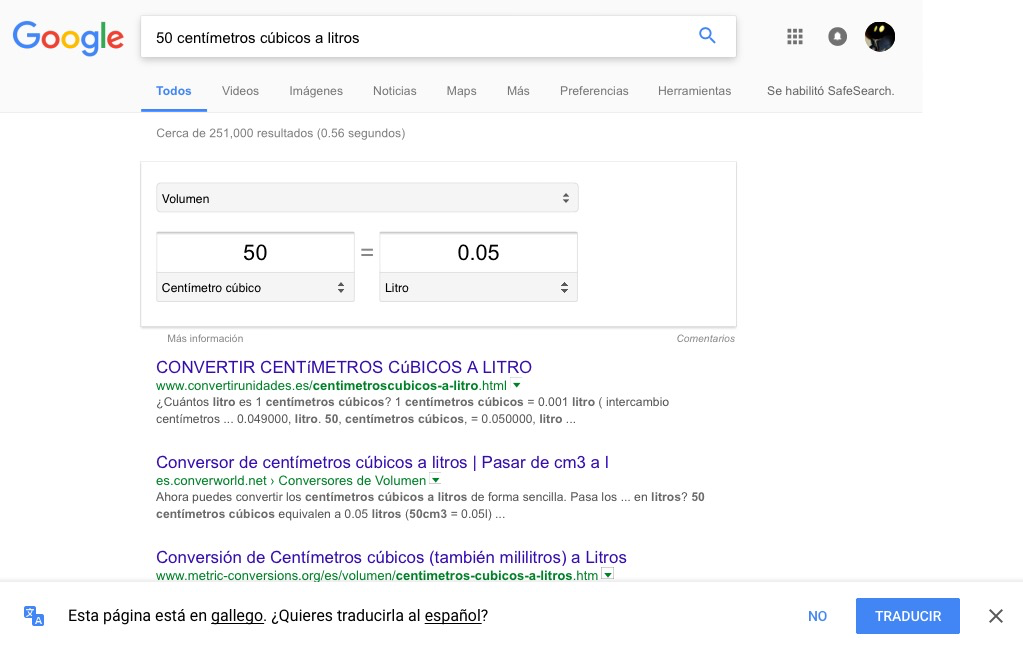 Google
50 centímetros cúbicos a litros
Todos Videos Imágenes Noticias Maps Más Preferencias Herramientas Se habilitó SafeSearch.
Cerca de 251,000 resultados (0.56 segundos)
Volumen
50 = 0.05
Centímetro cúbico Litro
Más información Comentarios
CONVERTIR CENTíMETROS CúBICOS A LITRO
www.convertirunidades.es/centimetroscubicos-a-litro.html
¿Cuántos litro es 1 centímetros cúbicos? 1 centímetros cúbicos = 0.001 litro ( intercambio
centímetros ... 0.049000, litro. 50, centímetros cúbicos, = 0.050000, litro ...
Conversor de centímetros cúbicos a litros | Pasar de cm3 a l
es.converworld.net › Conversores de Volumen
Ahora puedes convertir los centímetros cúbicos a litros de forma sencilla. Pasa los ... en litros? 50
centímetros cúbicos equivalen a 0.05 litros (50cm3 = 0.05l) ...
Conversión de Centímetros cúbicos (también mililitros) a Litros
www.metric-conversions.org/es/volumen/centimetros-cubicos-a-litros.htm
Esta página está en gallego. ¿Quieres traducirla al español? NO TRADUCIR